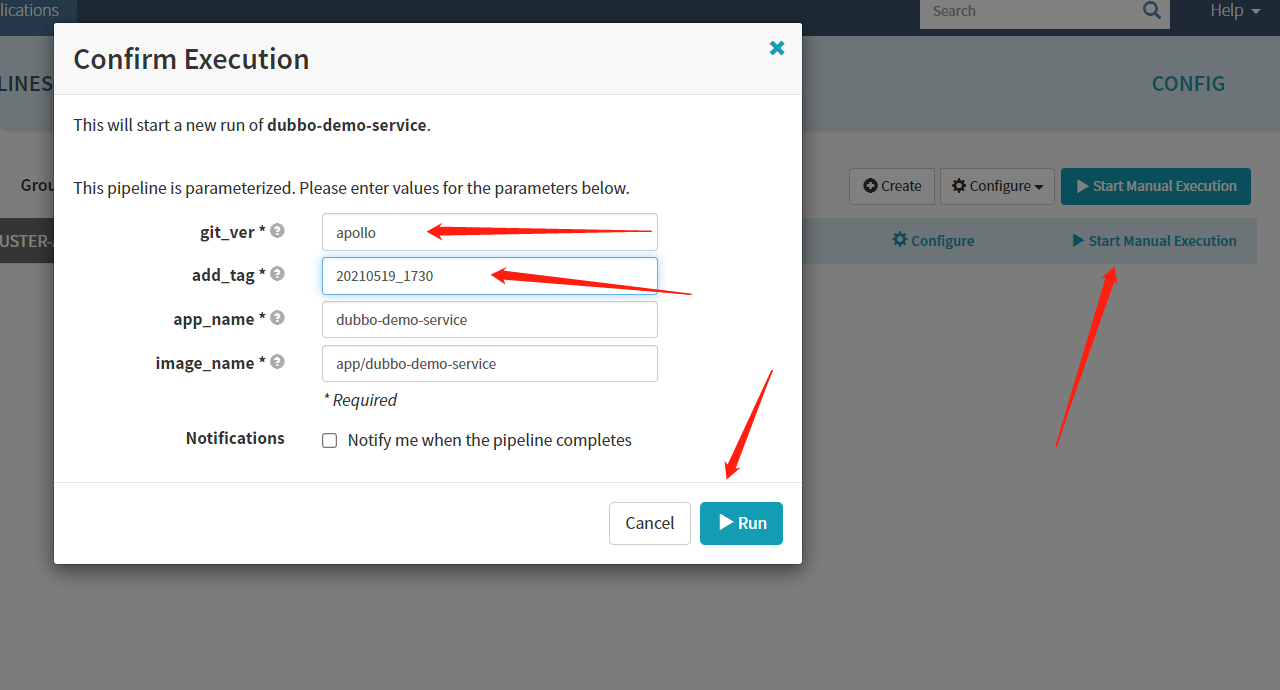 lications
Search
Help
Confirm Execution
LINES
CONFIG
This will start a new run of dubbo-demo-service.
This pipeline is parameterized. Please enter values for the parameters below.
Grou
Create
Configure
Start Manual Execution
git_ver *
apollo
USTER-
Configure
Start Manual Execution
add_tag *
20210519_1730
app_name *
dubbo-demo-service
image_name *
app/dubbo-demo-service
* Required
Notifications
Notify me when the pipeline completes
Cancel
Run